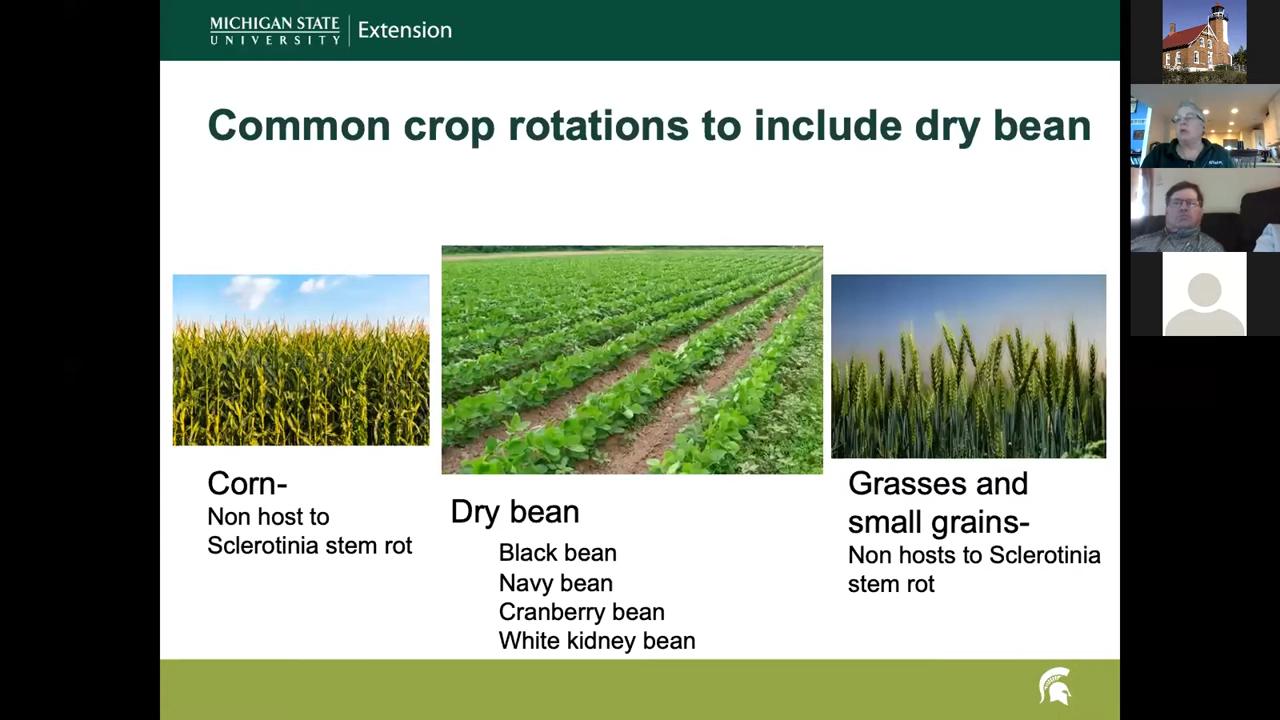 MICHIGAN STATE
UNIVERSITY
Extension
Common crop rotations to include dry bean
Corn-
Non host to
Sclerotinia stem rot
Dry bean
Black bean
Navy bean
Cranberry bean
White kidney bean
Grasses and
small grains-
Non hosts to Sclerotinia
stem rot